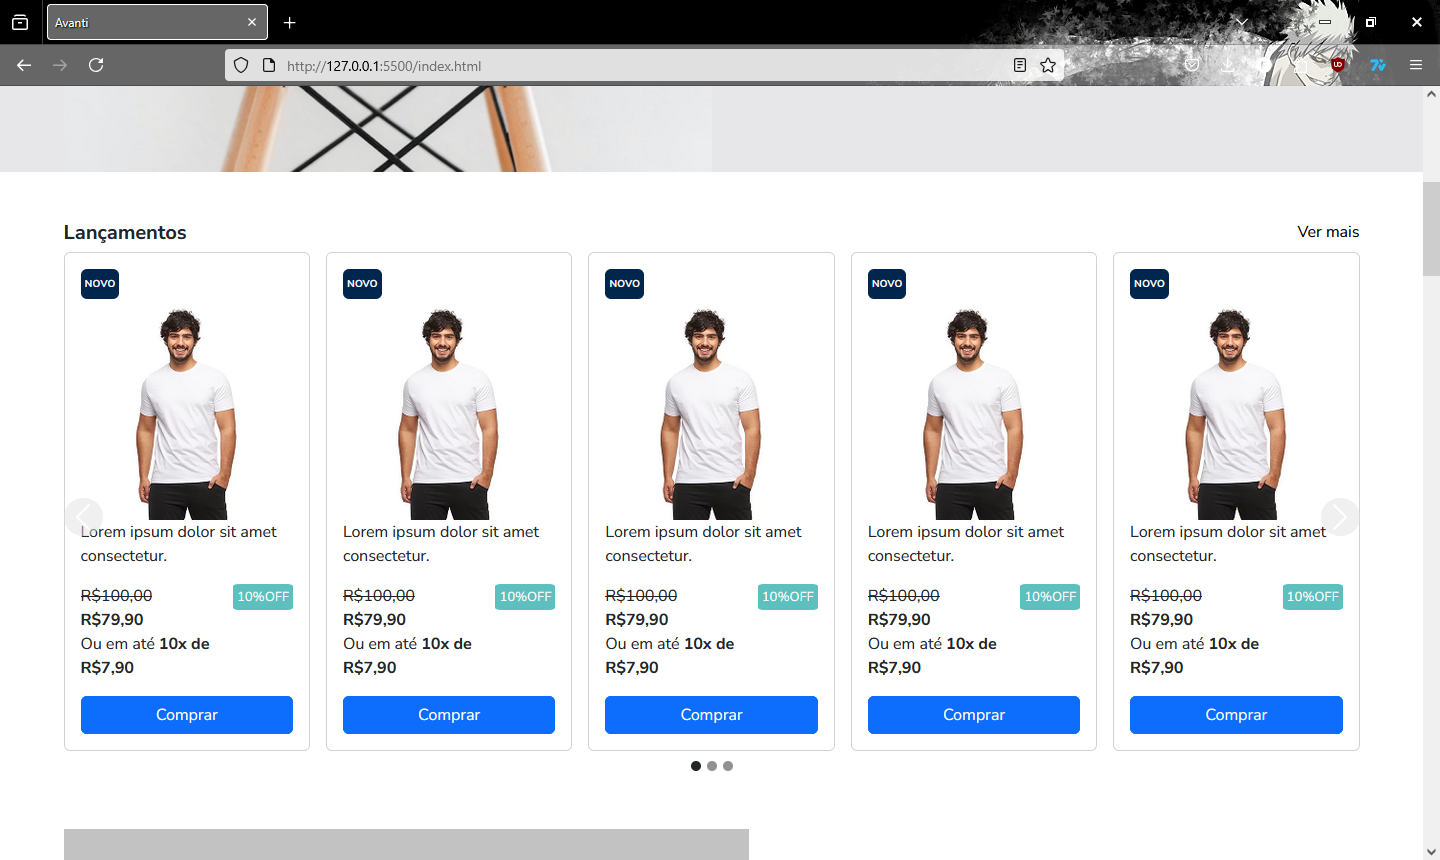 Avanti
http://127.0.0.1:5500/index.html
Lançamentos
Ver mais
NOVO
NOVO
NOVO
NOVO
NOVO
Lorem ipsum dolor sit amet
consectetur.
R$100,00
10%OFF
R$79,90
Ou em até 10x de
R$7,90
Comprar
Lorem ipsum dolor sit amet
consectetur.
R$100,00
10%OFF
R$79,90
Ou em até 10x de
R$7,90
Comprar
Lorem ipsum dolor sit amet
consectetur.
R$100,00
10%OFF
R$79,90
Ou em até 10x de
R$7,90
Comprar
Lorem ipsum dolor sit amet
consectetur.
R$100,00
10%OFF
R$79,90
Ou em até 10x de
R$7,90
Comprar
Lorem ipsum dolor sit amet
consectetur.
R$100,00
10%OFF
R$79,90
Ou em até 10x de
R$7,90
Comprar